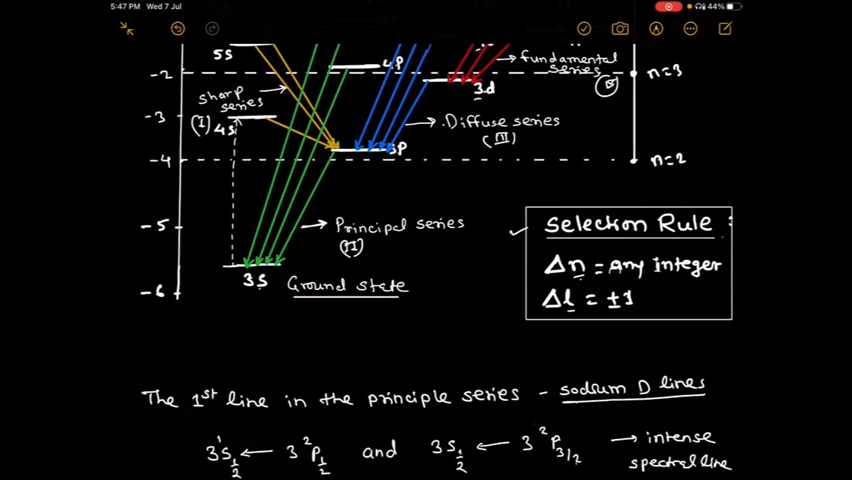 5:47 PM Wed 7 Jul
44%
5S
4P
fundamental
series
(IV)
-2
n=3
3d
Sharp
series
(I)
-3
4S
Diffuse series
(III)
3P
-4
n=2
-5
Principal series
(II)
Selection Rule :
Δn = any integer
Δl = ±1
3S
Ground state
-6
The 1st line in the principle series - sodium D lines
3¹S½ ← 3²P½ and 3S½ ← 3²P3/2 → intense
spectral line